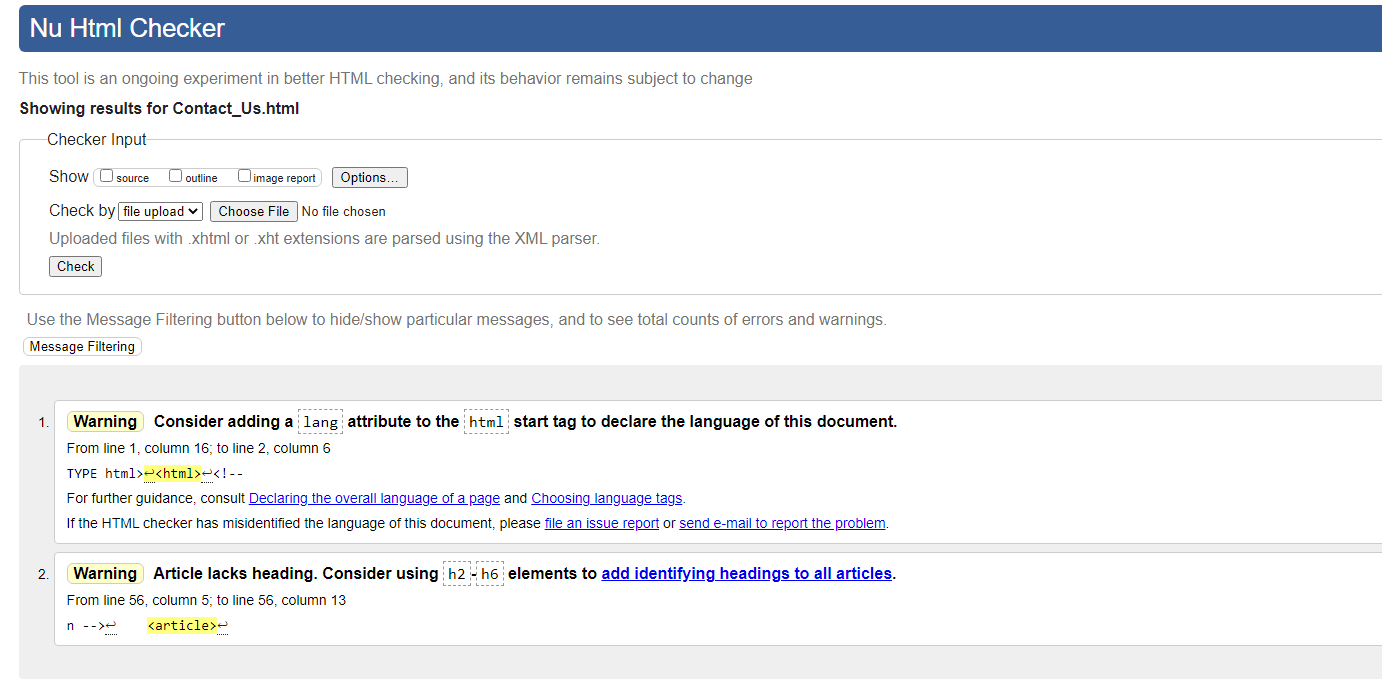 Nu Html Checker
This tool is an ongoing experiment in better HTML checking, and its behavior remains subject to change
Showing results for Contact_Us.html
Checker Input
Show source outline image report Options...
Check by file upload Choose File No file chosen
Uploaded files with .xhtml or .xht extensions are parsed using the XML parser.
Check
Use the Message Filtering button below to hide/show particular messages, and to see total counts of errors and warnings.
Message Filtering
1. Warning Consider adding a lang attribute to the html start tag to declare the language of this document.
From line 1, column 16; to line 2, column 6
TYPE html>↩<html>↩<!--
For further guidance, consult Declaring the overall language of a page and Choosing language tags.
If the HTML checker has misidentified the language of this document, please file an issue report or send e-mail to report the problem.
2. Warning Article lacks heading. Consider using h2-h6 elements to add identifying headings to all articles.
From line 56, column 5; to line 56, column 13
n -->↩    <article>↩